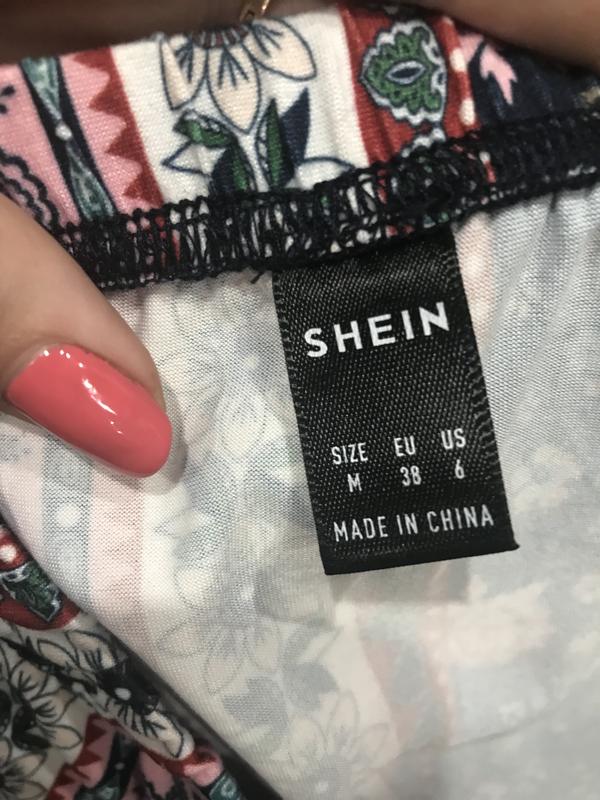 SHEIN
SIZE EU US
M 38 6
MADE IN CHINA